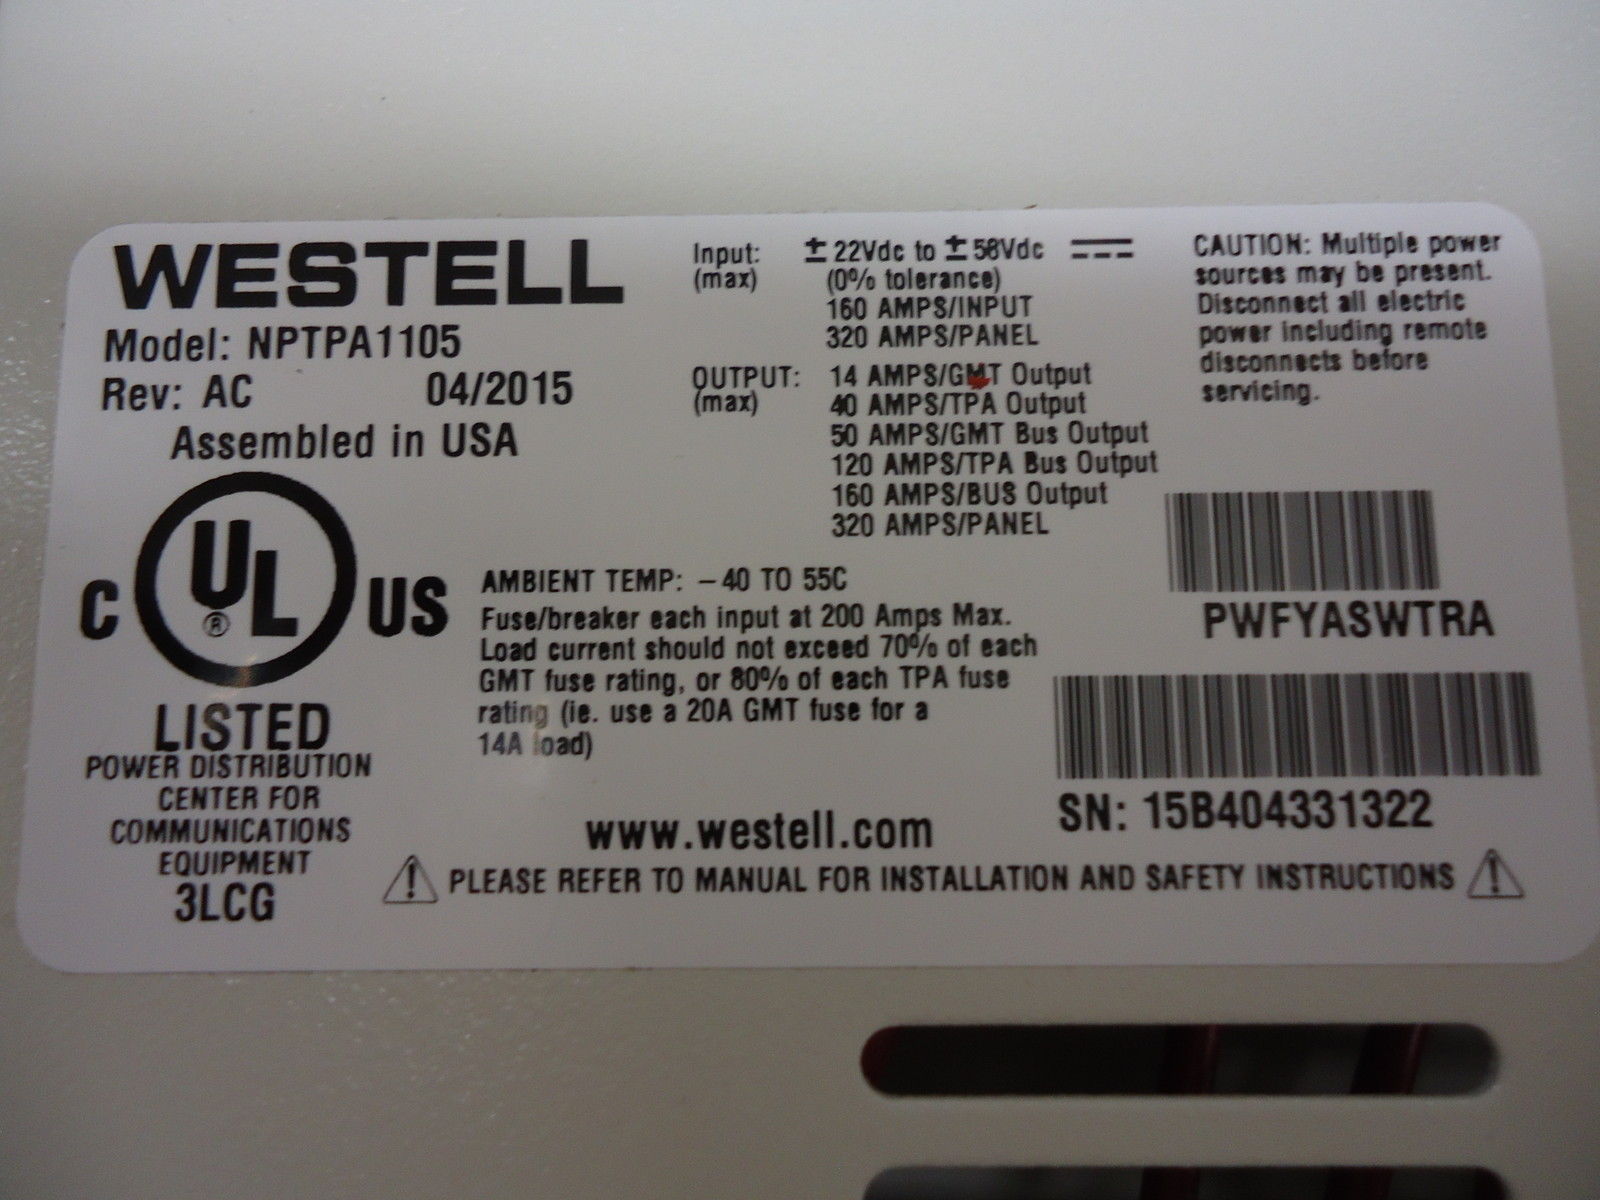 WESTELL
Model: NPTPA1105
Rev: AC 04/2015
Assembled in USA
C UL ® US
LISTED
POWER DISTRIBUTION
CENTER FOR
COMMUNICATIONS
EQUIPMENT
3LCG
Input: ± 22Vdc to ± 58Vdc
(max) (0% tolerance)
160 AMPS/INPUT
320 AMPS/PANEL
OUTPUT: 14 AMPS/GMT Output
(max) 40 AMPS/TPA Output
50 AMPS/GMT Bus Output
120 AMPS/TPA Bus Output
160 AMPS/BUS Output
320 AMPS/PANEL
AMBIENT TEMP: –40 TO 55C
Fuse/breaker each input at 200 Amps Max.
Load current should not exceed 70% of each
GMT fuse rating, or 80% of each TPA fuse
rating (ie. use a 20A GMT fuse for a
14A load)
CAUTION: Multiple power
sources may be present.
Disconnect all electric
power including remote
disconnects before
servicing.
PWFYASWTRA
SN: 15B404331322
www.westell.com
PLEASE REFER TO MANUAL FOR INSTALLATION AND SAFETY INSTRUCTIONS